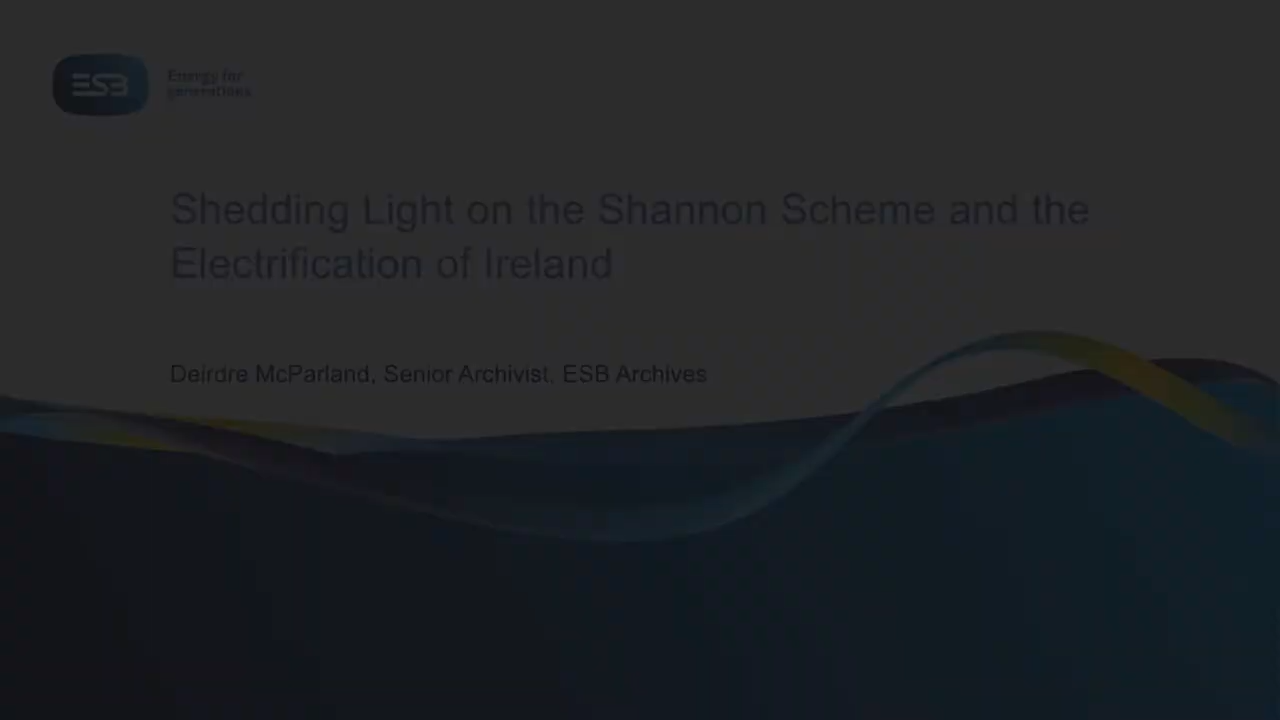 ESB
Energy for
generations
Shedding Light on the Shannon Scheme and the
Electrification of Ireland
Deirdre McParland, Senior Archivist, ESB Archives